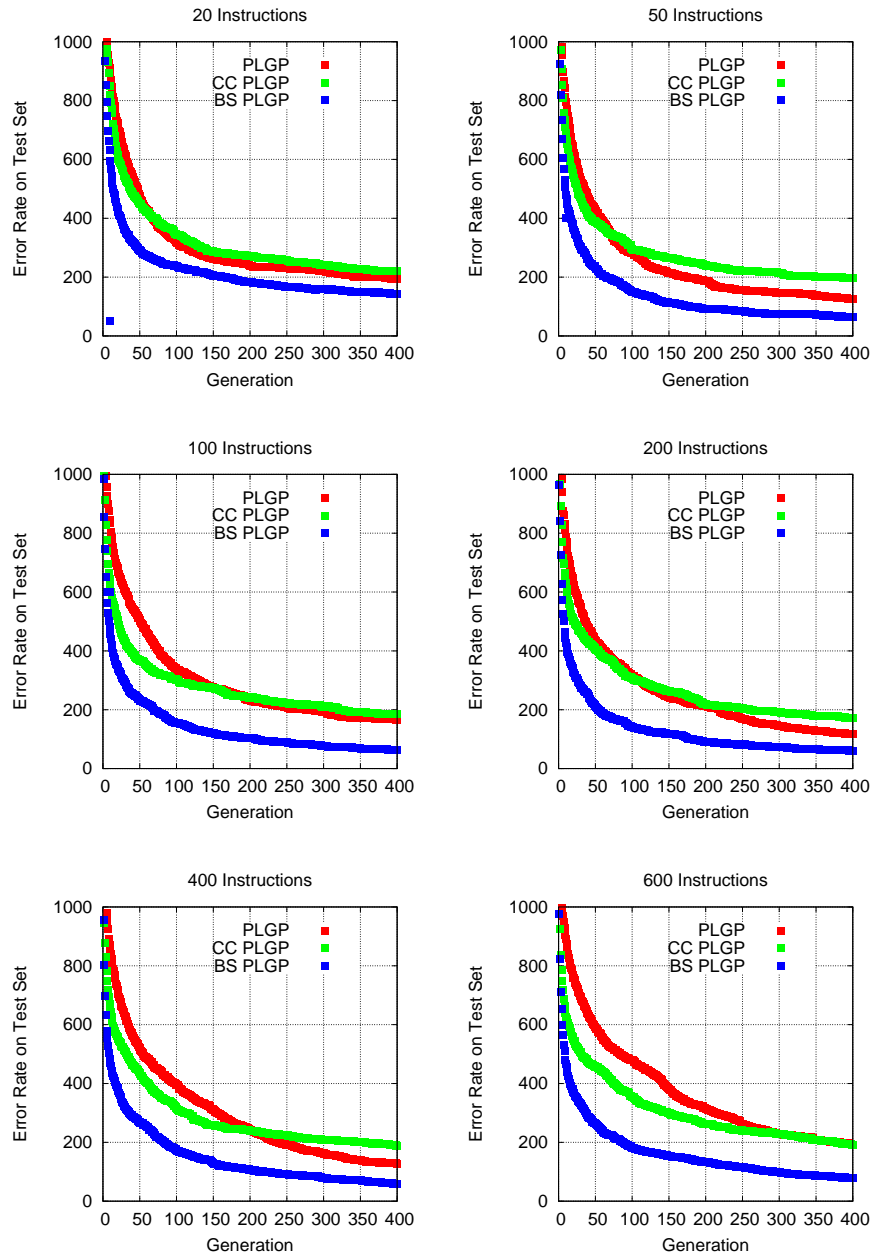 20 Instructions
1000
800
600
400
200
0
0 50 100 150 200 250 300 350 400
Error Rate on Test Set
Generation
PLGP
CC PLGP
BS PLGP
50 Instructions
1000
800
600
400
200
0
0 50 100 150 200 250 300 350 400
Error Rate on Test Set
Generation
PLGP
CC PLGP
BS PLGP
100 Instructions
1000
800
600
400
200
0
0 50 100 150 200 250 300 350 400
Error Rate on Test Set
Generation
PLGP
CC PLGP
BS PLGP
200 Instructions
1000
800
600
400
200
0
0 50 100 150 200 250 300 350 400
Error Rate on Test Set
Generation
PLGP
CC PLGP
BS PLGP
400 Instructions
1000
800
600
400
200
0
0 50 100 150 200 250 300 350 400
Error Rate on Test Set
Generation
PLGP
CC PLGP
BS PLGP
600 Instructions
1000
800
600
400
200
0
0 50 100 150 200 250 300 350 400
Error Rate on Test Set
Generation
PLGP
CC PLGP
BS PLGP